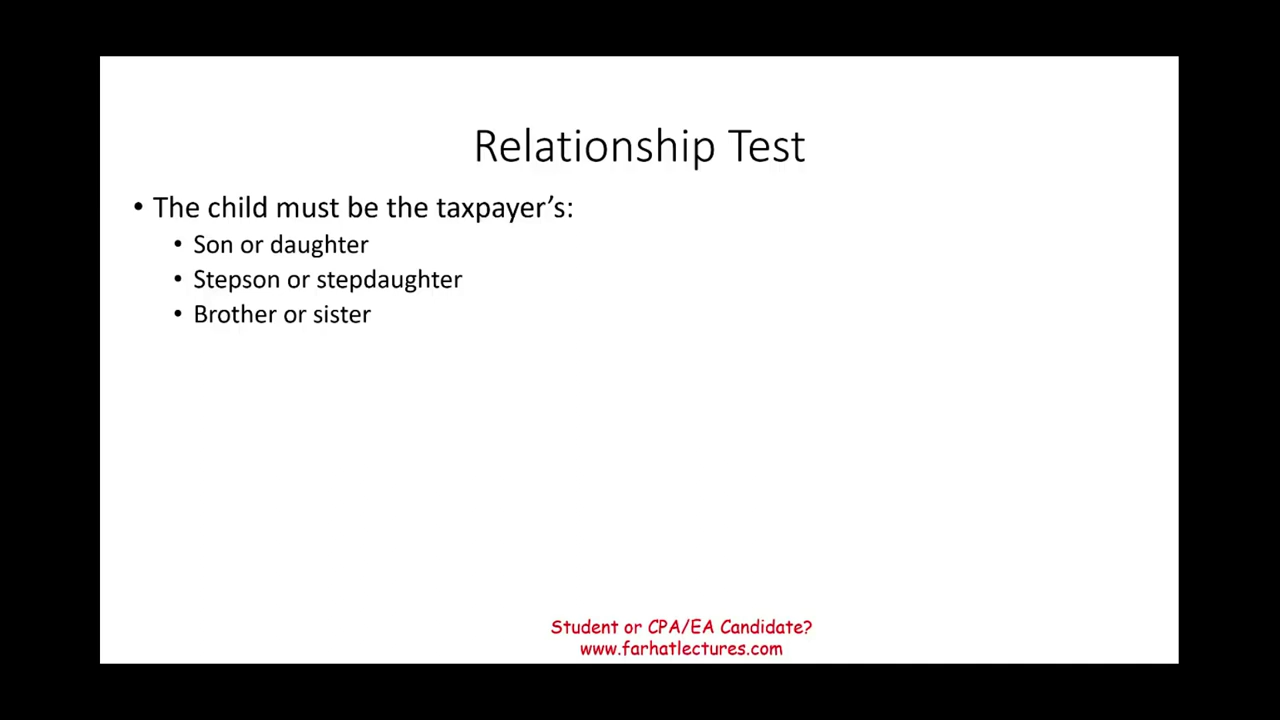 Relationship Test
• The child must be the taxpayer’s:
• Son or daughter
• Stepson or stepdaughter
• Brother or sister
Student or CPA/EA Candidate?
www.farhatlectures.com